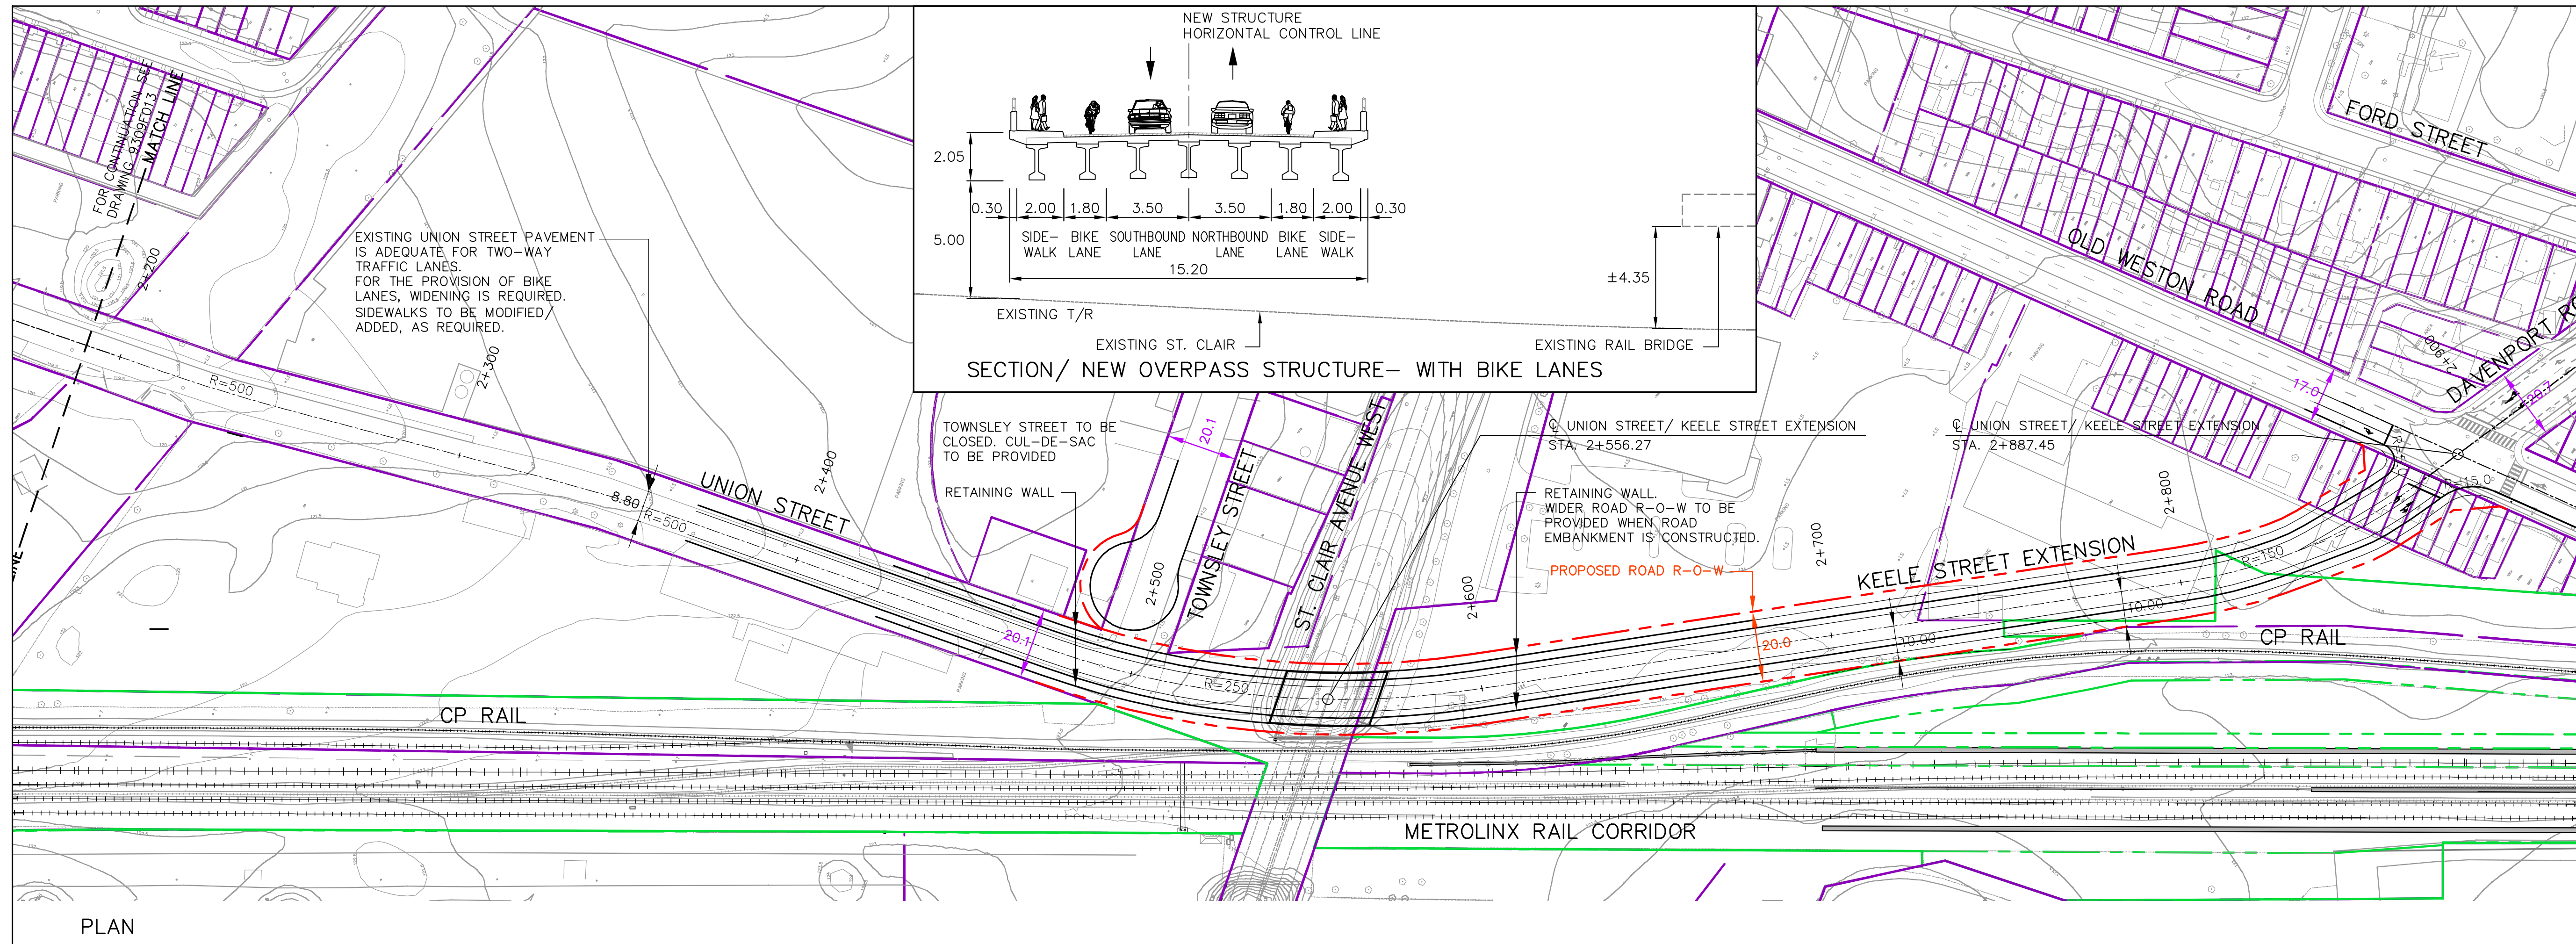 NEW STRUCTURE
HORIZONTAL CONTROL LINE
2.05
5.00
0.30 2.00 1.80 3.50 3.50 1.80 2.00 0.30
SIDE- BIKE SOUTHBOUND NORTHBOUND BIKE SIDE-
WALK LANE LANE LANE LANE WALK
15.20
±4.35
EXISTING T/R
EXISTING ST. CLAIR
EXISTING RAIL BRIDGE
SECTION/ NEW OVERPASS STRUCTURE- WITH BIKE LANES
FOR CONTINUATION SEE
DRAWING 9309F013
MATCH LINE
2+200
EXISTING UNION STREET PAVEMENT
IS ADEQUATE FOR TWO-WAY
TRAFFIC LANES.
FOR THE PROVISION OF BIKE
LANES, WIDENING IS REQUIRED.
SIDEWALKS TO BE MODIFIED/
ADDED, AS REQUIRED.
R=500
2+300
8.80
R=500
UNION STREET
2+400
PARKING
TOWNSLEY STREET TO BE
CLOSED. CUL-DE-SAC
TO BE PROVIDED
RETAINING WALL
20.1
20.1
2+500
TOWNSLEY STREET
ST. CLAIR AVENUE WEST
R=250
℄ UNION STREET/ KEELE STREET EXTENSION
STA. 2+556.27
RETAINING WALL.
WIDER ROAD R-O-W TO BE
PROVIDED WHEN ROAD
EMBANKMENT IS CONSTRUCTED.
PROPOSED ROAD R-O-W
20.0
2+600
2+700
KEELE STREET EXTENSION
10.00
10.00
2+800
R=150
℄ UNION STREET/ KEELE STREET EXTENSION
STA. 2+887.45
R=15.0
17.0
20.7
2+900
FORD STREET
OLD WESTON ROAD
DAVENPORT RO
CP RAIL
CP RAIL
METROLINX RAIL CORRIDOR
PLAN